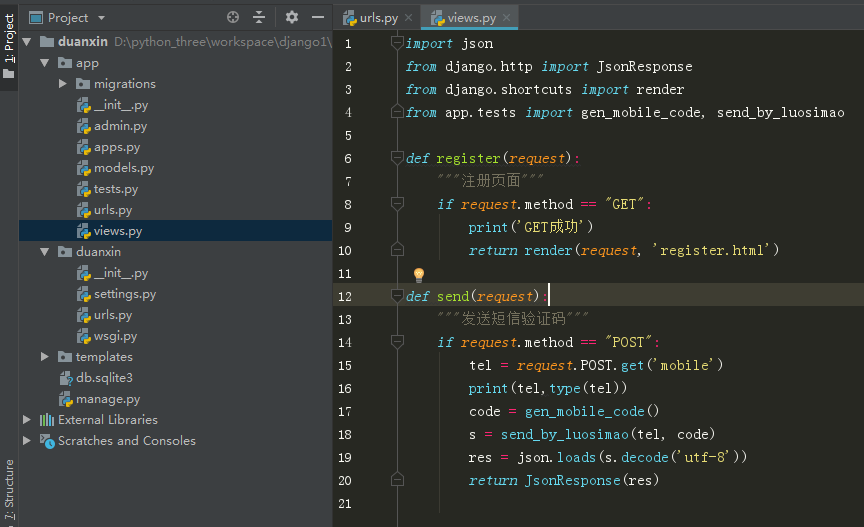 1: Project
7: Structure
Project
duanxin D:\python_three\workspace\django1\
app
migrations
__init__.py
admin.py
apps.py
models.py
tests.py
urls.py
views.py
duanxin
__init__.py
settings.py
urls.py
wsgi.py
templates
db.sqlite3
manage.py
External Libraries
Scratches and Consoles
urls.py views.py
1 import json
2 from django.http import JsonResponse
3 from django.shortcuts import render
4 from app.tests import gen_mobile_code, send_by_luosimao
5
6 def register(request):
7 """注册页面"""
8 if request.method == "GET":
9 print('GET成功')
10 return render(request, 'register.html')
11
12 def send(request):
13 """发送短信验证码"""
14 if request.method == "POST":
15 tel = request.POST.get('mobile')
16 print(tel,type(tel))
17 code = gen_mobile_code()
18 s = send_by_luosimao(tel, code)
19 res = json.loads(s.decode('utf-8'))
20 return JsonResponse(res)
21